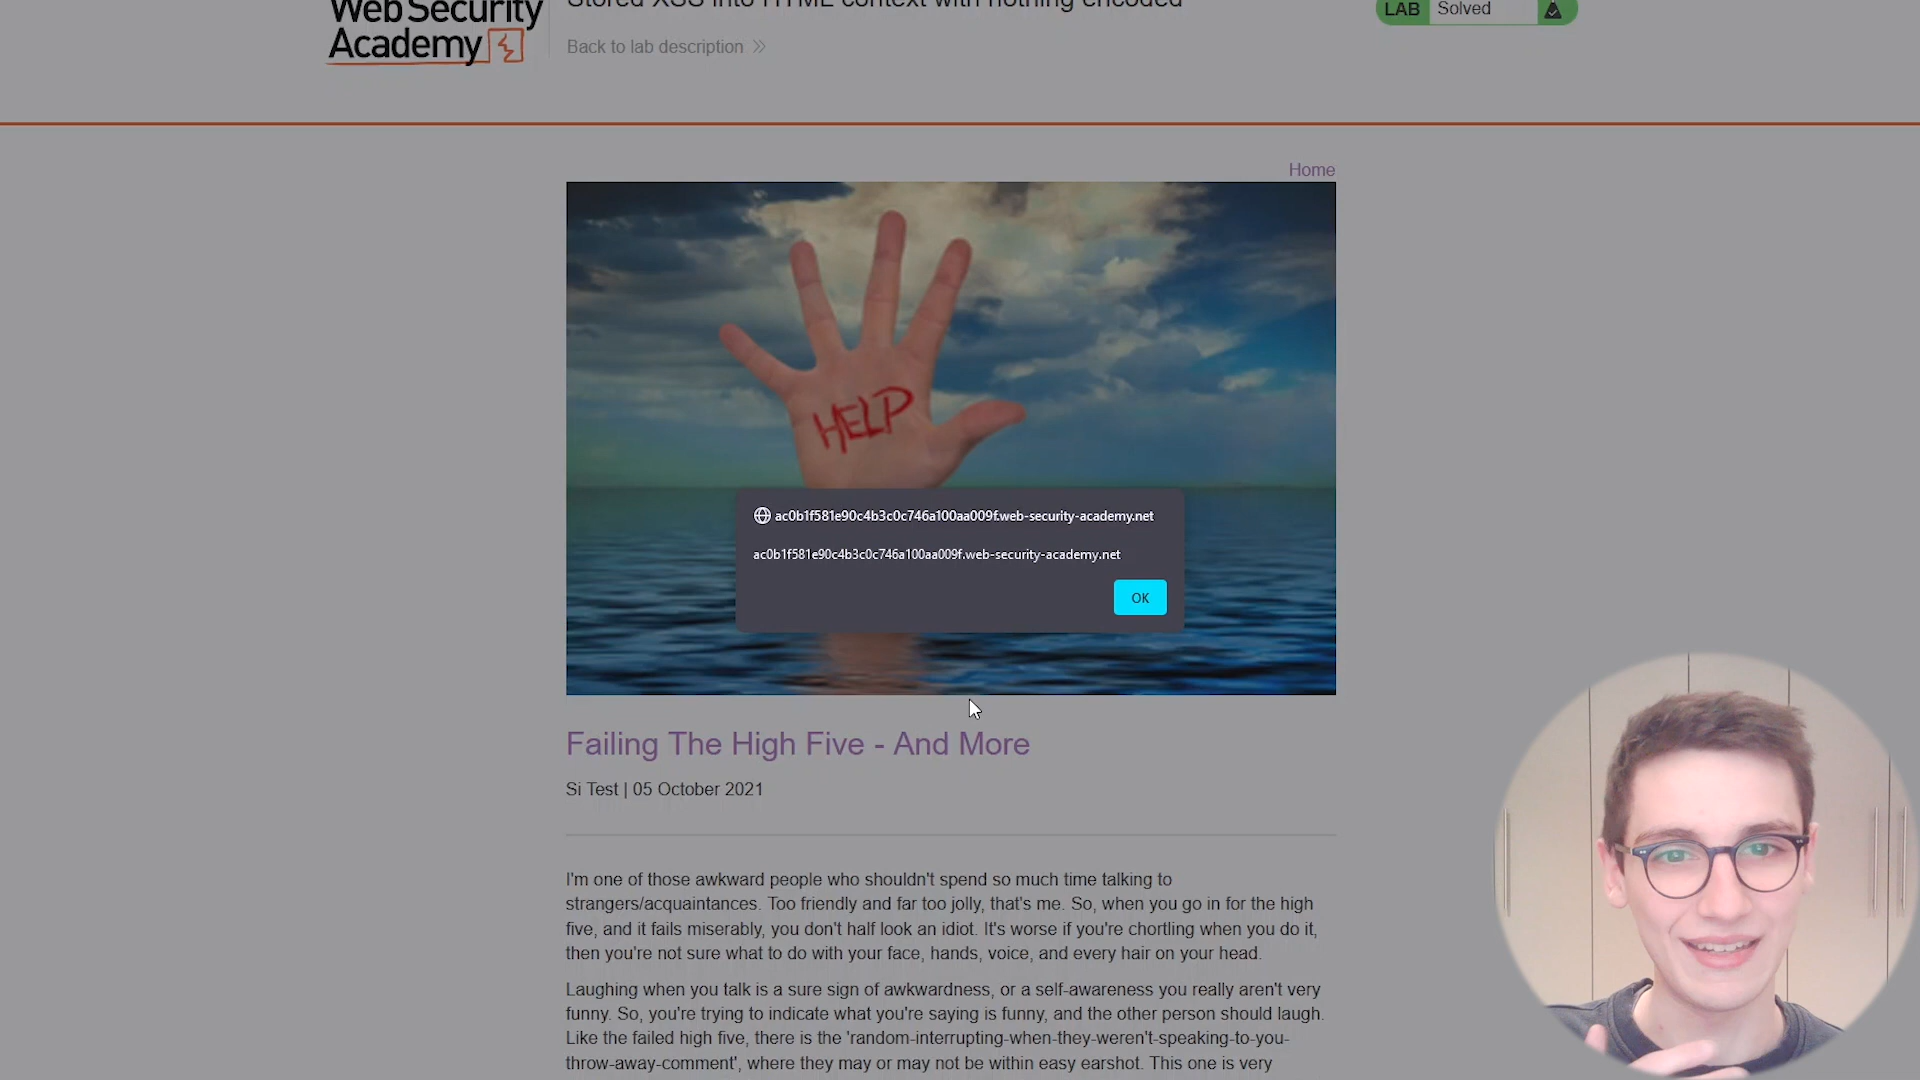 Web Security
Academy
Stored XSS into HTML context with nothing encoded
Back to lab description
LAB Solved
Home
HELP
ac0b1f581e90c4b3c0c746a100aa009f.web-security-academy.net
ac0b1f581e90c4b3c0c746a100aa009f.web-security-academy.net
OK
Failing The High Five - And More
Si Test | 05 October 2021
I'm one of those awkward people who shouldn't spend so much time talking to
strangers/acquaintances. Too friendly and far too jolly, that's me. So, when you go in for the high
five, and it fails miserably, you don't half look an idiot. It's worse if you're chortling when you do it,
then you're not sure what to do with your face, hands, voice, and every hair on your head.
Laughing when you talk is a sure sign of awkwardness, or a self-awareness you really aren't very
funny. So, you're trying to indicate what you're saying is funny, and the other person should laugh.
Like the failed high five, there is the 'random-interrupting-when-they-weren't-speaking-to-you-
throw-away-comment', where they may or may not be within easy earshot. This one is very